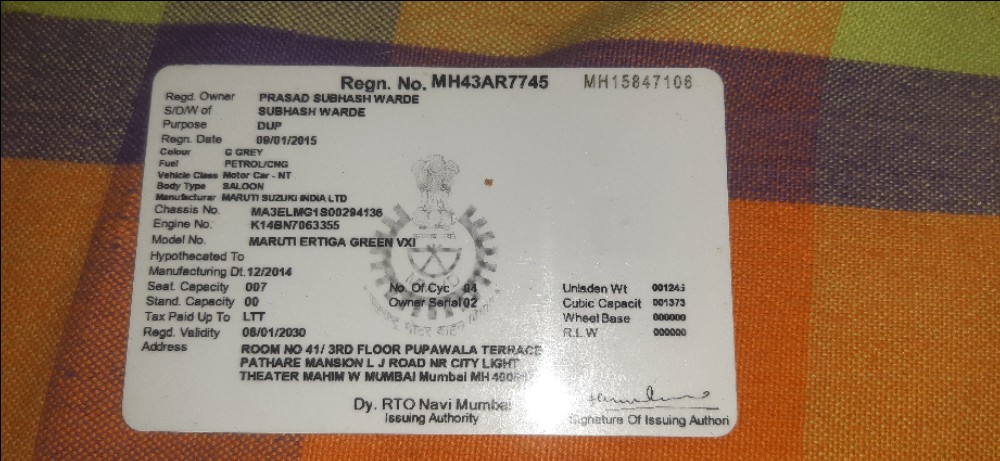 Regn. No. MH43AR7745 MH15847106
Regd. Owner PRASAD SUBHASH WARDE
S/D/W of SUBHASH WARDE
Purpose DUP
Regn. Date 09/01/2015
Colour G GREY
Fuel PETROL/CNG
Vehicle Class Motor Car - NT
Body Type SALOON
Manufacturar MARUTI SUZUKI INDIA LTD
Chassis No. MA3ELMG1S00294136
Engine No. K14BN7063355
Model No. MARUTI ERTIGA GREEN VXI
Hypothecated To
Manufacturing Dt. 12/2014
Seat. Capacity 007 No. Of Cyc 04 Unladen Wt 001245
Stand. Capacity 00 Owner Serial 02 Cubic Capacit 001373
Tax Paid Up To LTT Wheel Base 000000
Regd. Validity 08/01/2030 R.L.W 000000
Address ROOM NO 41/ 3RD FLOOR PUPAWALA TERRACE
PATHARE MANSION L J ROAD NR CITY LIGHT
THEATER MAHIM W MUMBAI Mumbai MH
Dy. RTO Navi Mumbai
Issuing Authority Signature Of Issuing Authori